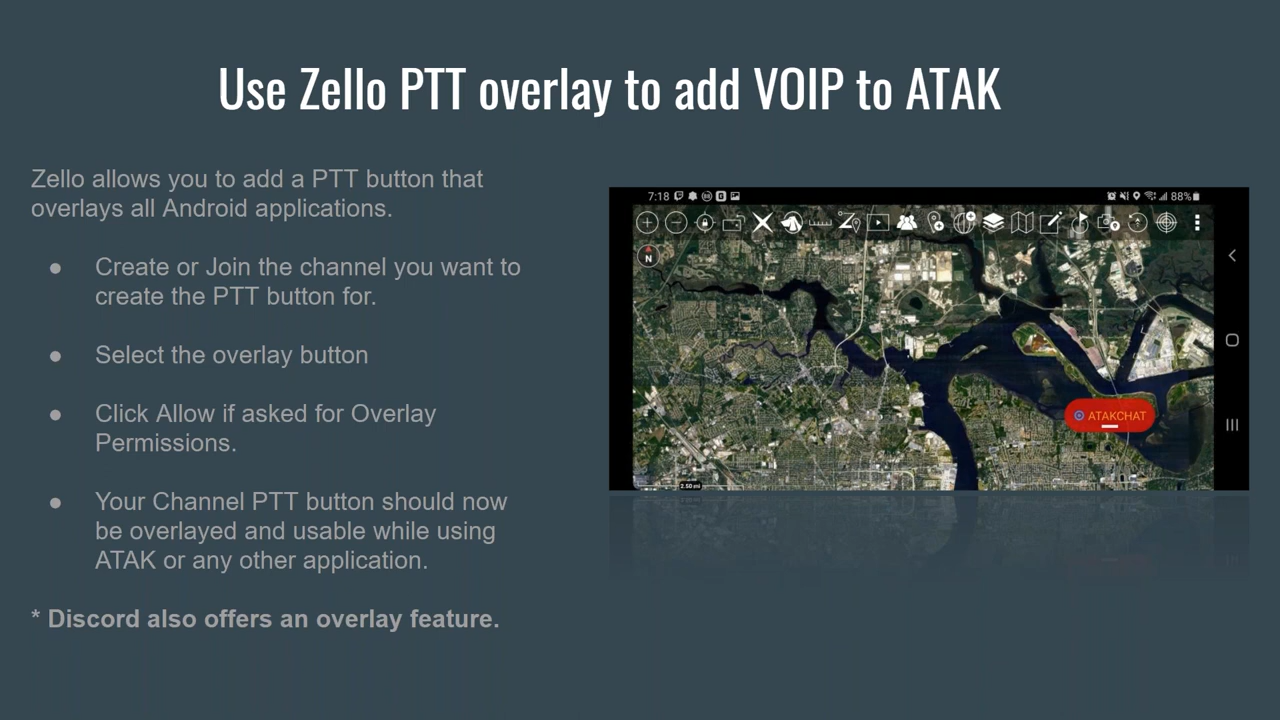 Use Zello PTT overlay to add VOIP to ATAK
Zello allows you to add a PTT button that
overlays all Android applications.
● Create or Join the channel you want to
create the PTT button for.
● Select the overlay button
● Click Allow if asked for Overlay
Permissions.
● Your Channel PTT button should now
be overlayed and usable while using
ATAK or any other application.
* Discord also offers an overlay feature.
7:18 88%
N
ATAKCHAT
2.50 mi